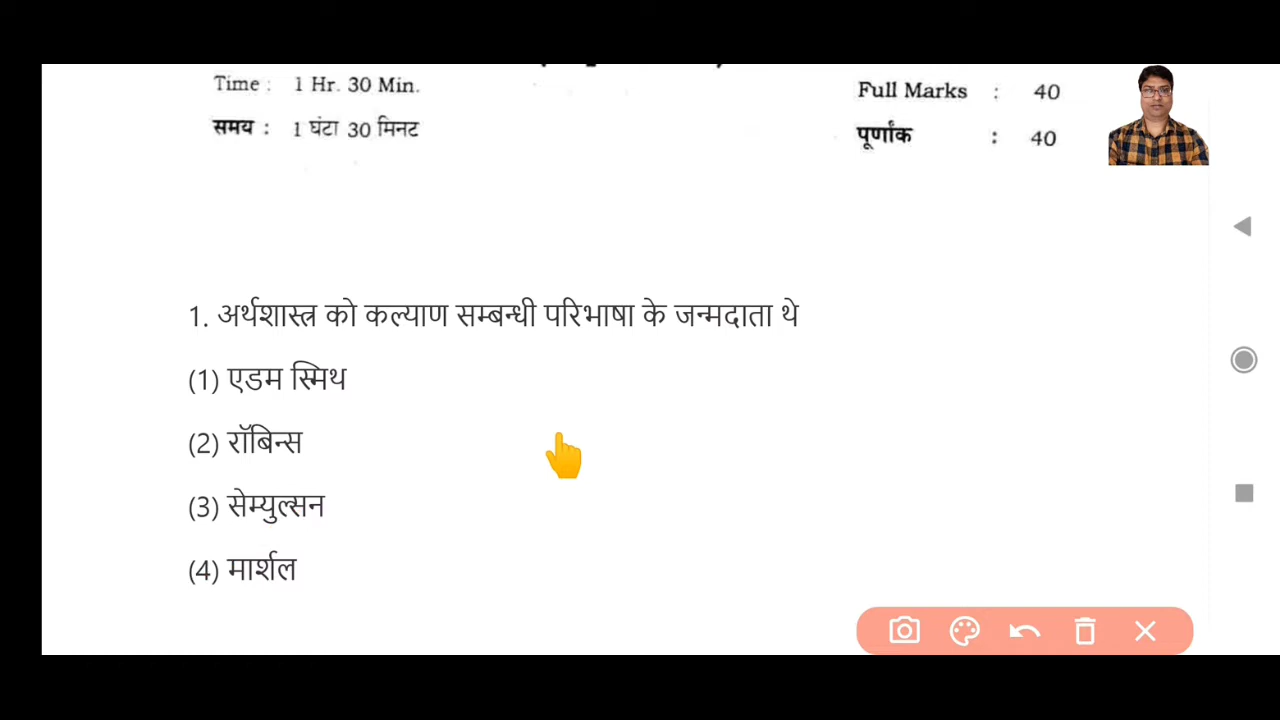 Time : 1 Hr. 30 Min.
Full Marks : 40
समय : 1 घंटा 30 मिनट
पूर्णांक : 40
1. अर्थशास्त्र को कल्याण सम्बन्धी परिभाषा के जन्मदाता थे
(1) एडम स्मिथ
(2) रॉबिन्स
(3) सेम्युल्सन
(4) मार्शल